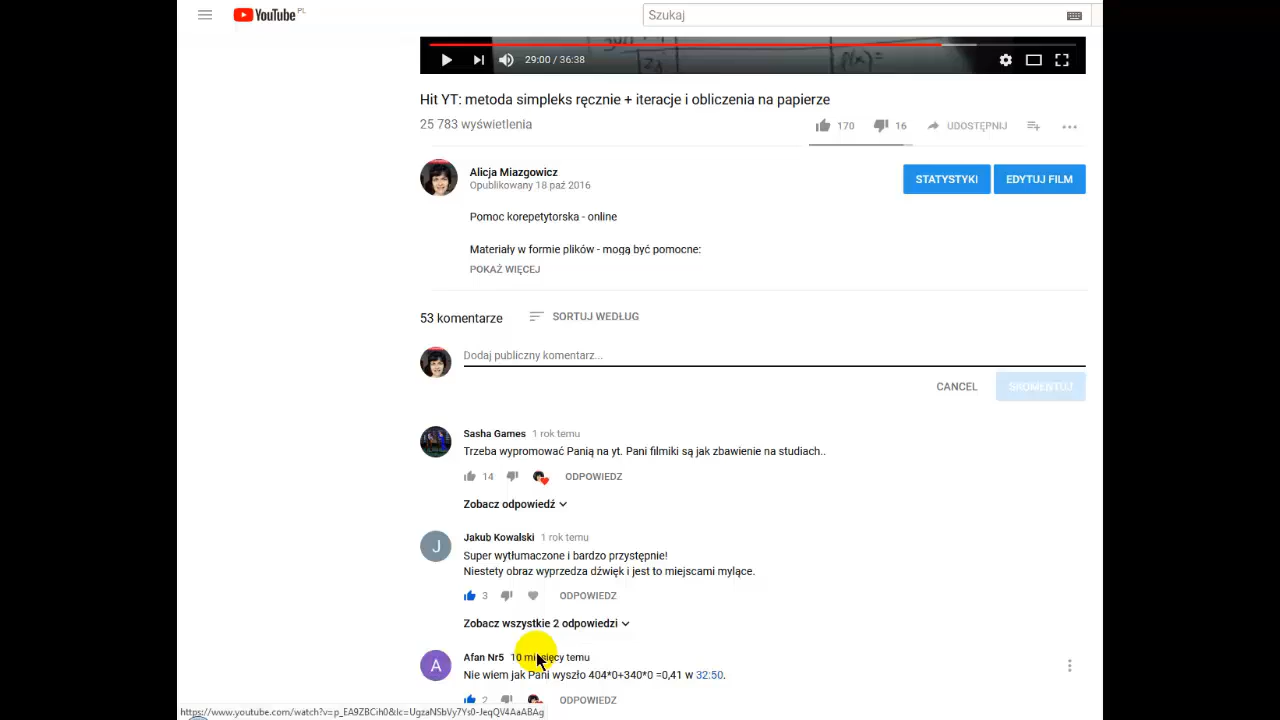 YouTube PL
Szukaj
29:00 / 36:38
Hit YT: metoda simpleks ręcznie + iteracje i obliczenia na papierze
25 783 wyświetlenia
170
16
UDOSTĘPNIJ
Alicja Miazgowicz
Opublikowany 18 paź 2016
STATYSTYKI
EDYTUJ FILM
Pomoc korepetytorska - online
Materiały w formie plików - mogą być pomocne:
POKAŻ WIĘCEJ
53 komentarze
SORTUJ WEDŁUG
Dodaj publiczny komentarz...
CANCEL
SKOMENTUJ
Sasha Games 1 rok temu
Trzeba wypromować Panią na yt. Pani filmiki są jak zbawienie na studiach..
14
ODPOWIEDZ
Zobacz odpowiedź
J
Jakub Kowalski 1 rok temu
Super wytłumaczone i bardzo przystępnie!
Niestety obraz wyprzedza dźwięk i jest to miejscami mylące.
3
ODPOWIEDZ
Zobacz wszystkie 2 odpowiedzi
A
Afan Nr5 10 miesięcy temu
Nie wiem jak Pani wyszło 404*0+340*0 =0,41 w 32:50.
2
ODPOWIEDZ
https://www.youtube.com/watch?v=p_EA9ZBCih0&lc=UgzaNSbVy7Ys0-JeqQV4AaABAg